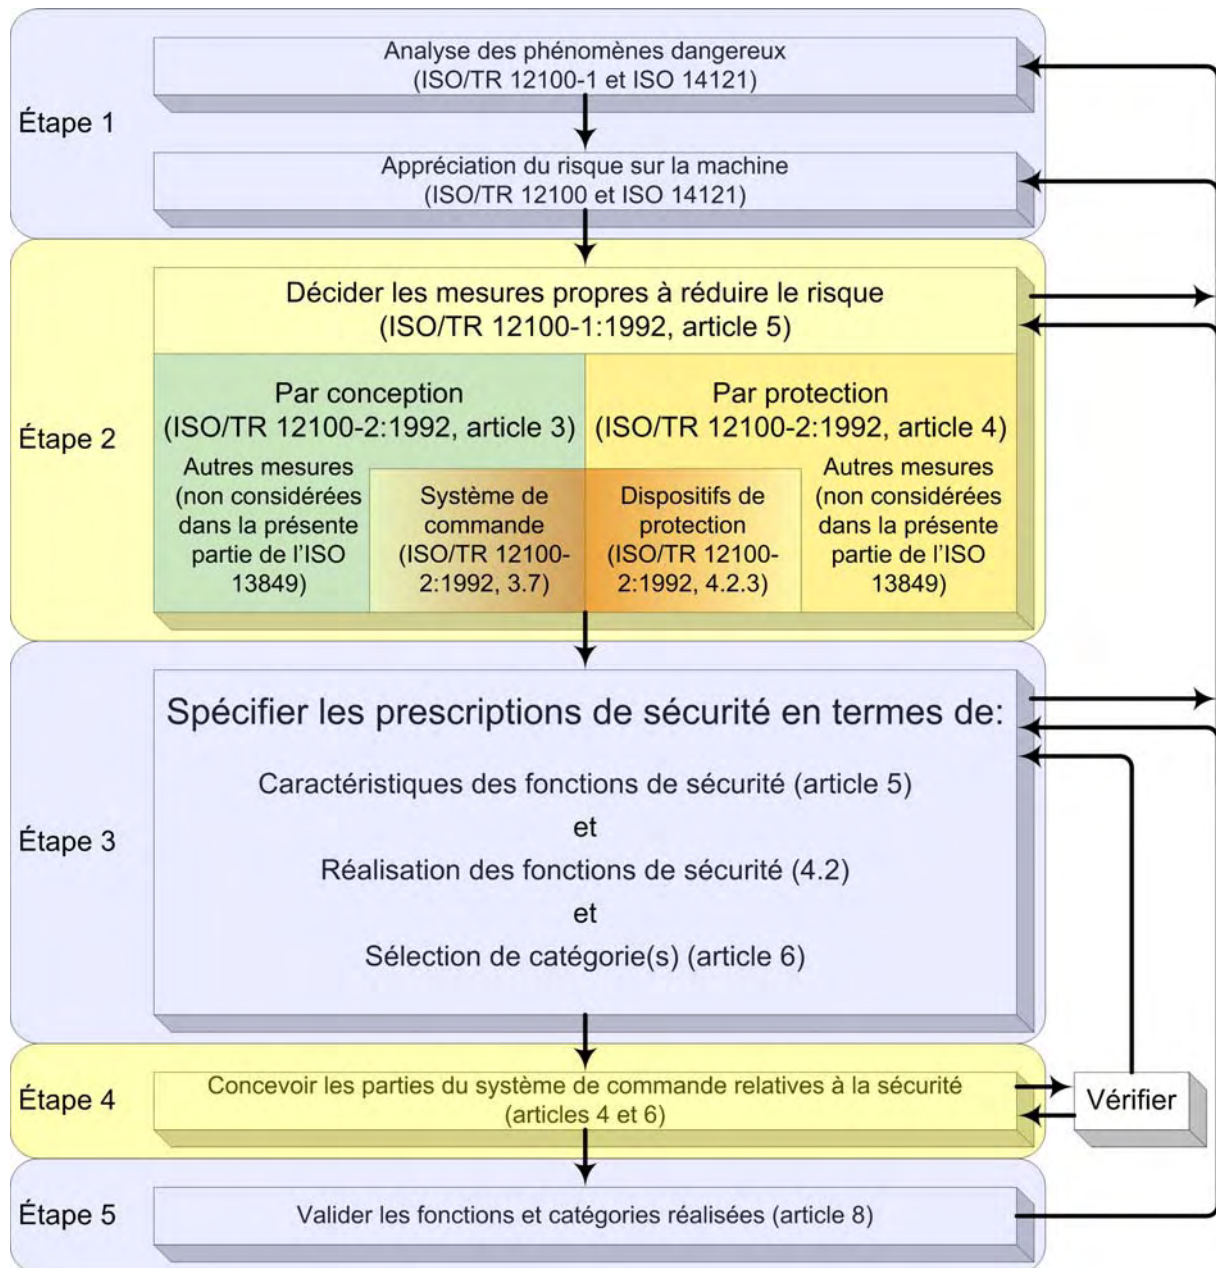 Analyse des phénomènes dangereux
(ISO/TR 12100-1 et ISO 14121)
Étape 1
Appréciation du risque sur la machine
(ISO/TR 12100 et ISO 14121)
Décider les mesures propres à réduire le risque
(ISO/TR 12100-1:1992, article 5)
Étape 2
Par conception
(ISO/TR 12100-2:1992, article 3)
Par protection
(ISO/TR 12100-2:1992, article 4)
Autres mesures
(non considérées
dans la présente
partie de l'ISO
13849)
Système de
commande
(ISO/TR 12100-
2:1992, 3.7)
Dispositifs de
protection
(ISO/TR 12100-
2:1992, 4.2.3)
Autres mesures
(non considérées
dans la présente
partie de l'ISO
13849)
Étape 3
Spécifier les prescriptions de sécurité en termes de:
Caractéristiques des fonctions de sécurité (article 5)
et
Réalisation des fonctions de sécurité (4.2)
et
Sélection de catégorie(s) (article 6)
Étape 4
Concevoir les parties du système de commande relatives à la sécurité
(articles 4 et 6)
Vérifier
Étape 5
Valider les fonctions et catégories réalisées (article 8)